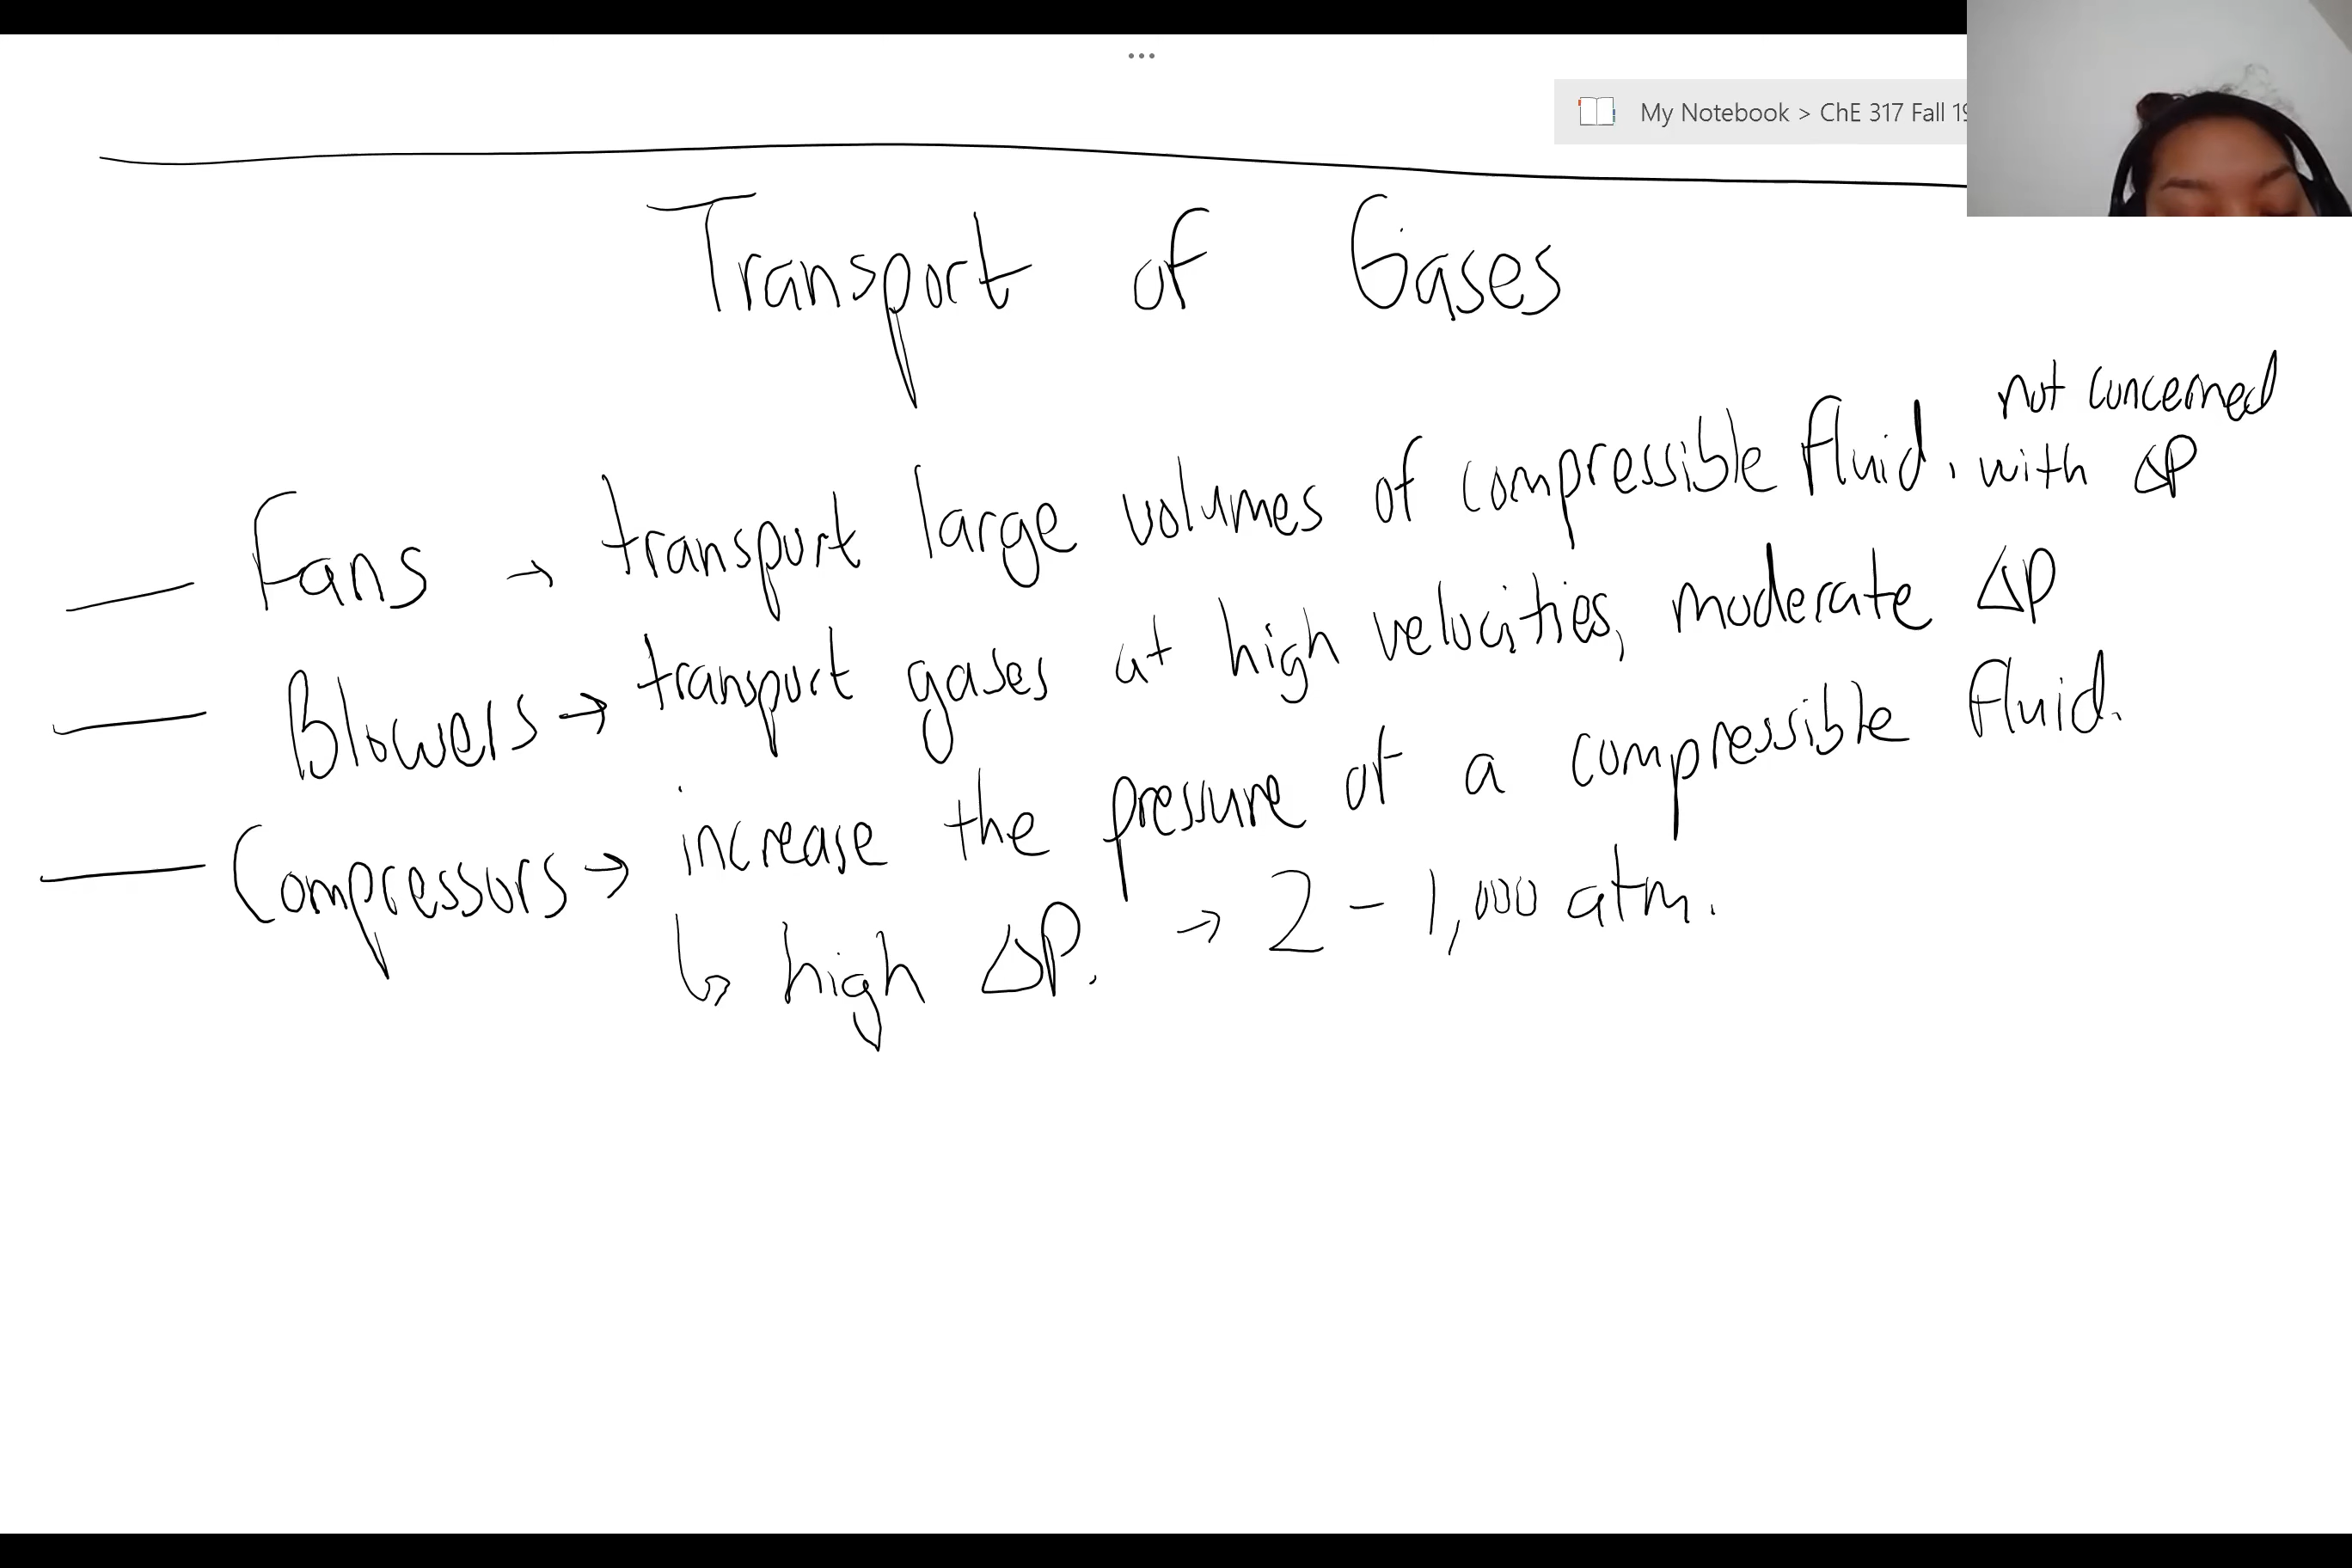 My Notebook > ChE 317 Fall 19
Transport of Gases
— Fans → transport large volumes of compressible fluid. not concerned with ΔP
— Blowers → transport gases at high velocities, moderate ΔP
— Compressors → increase the pressure of a compressible fluid.
↳ high ΔP. → 2 - 1,000 atm.